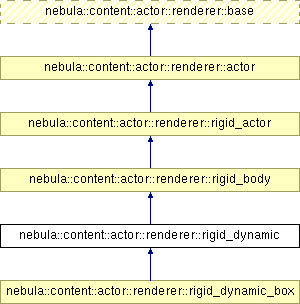 nebula::content::actor::renderer::base
nebula::content::actor::renderer::actor
nebula::content::actor::renderer::rigid_actor
nebula::content::actor::renderer::rigid_body
nebula::content::actor::renderer::rigid_dynamic
nebula::content::actor::renderer::rigid_dynamic_box